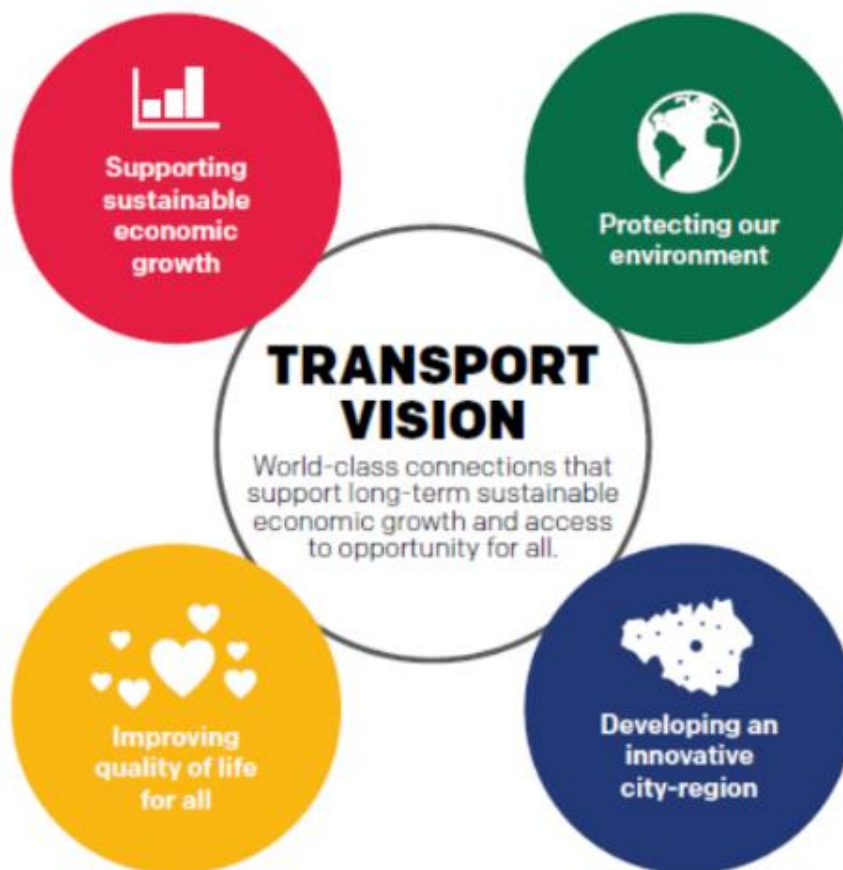 Supporting
sustainable
economic
growth
Protecting our
environment
TRANSPORT
VISION
World-class connections that
support long-term sustainable
economic growth and access
to opportunity for all.
Improving
quality of life
for all
Developing an
innovative
city-region